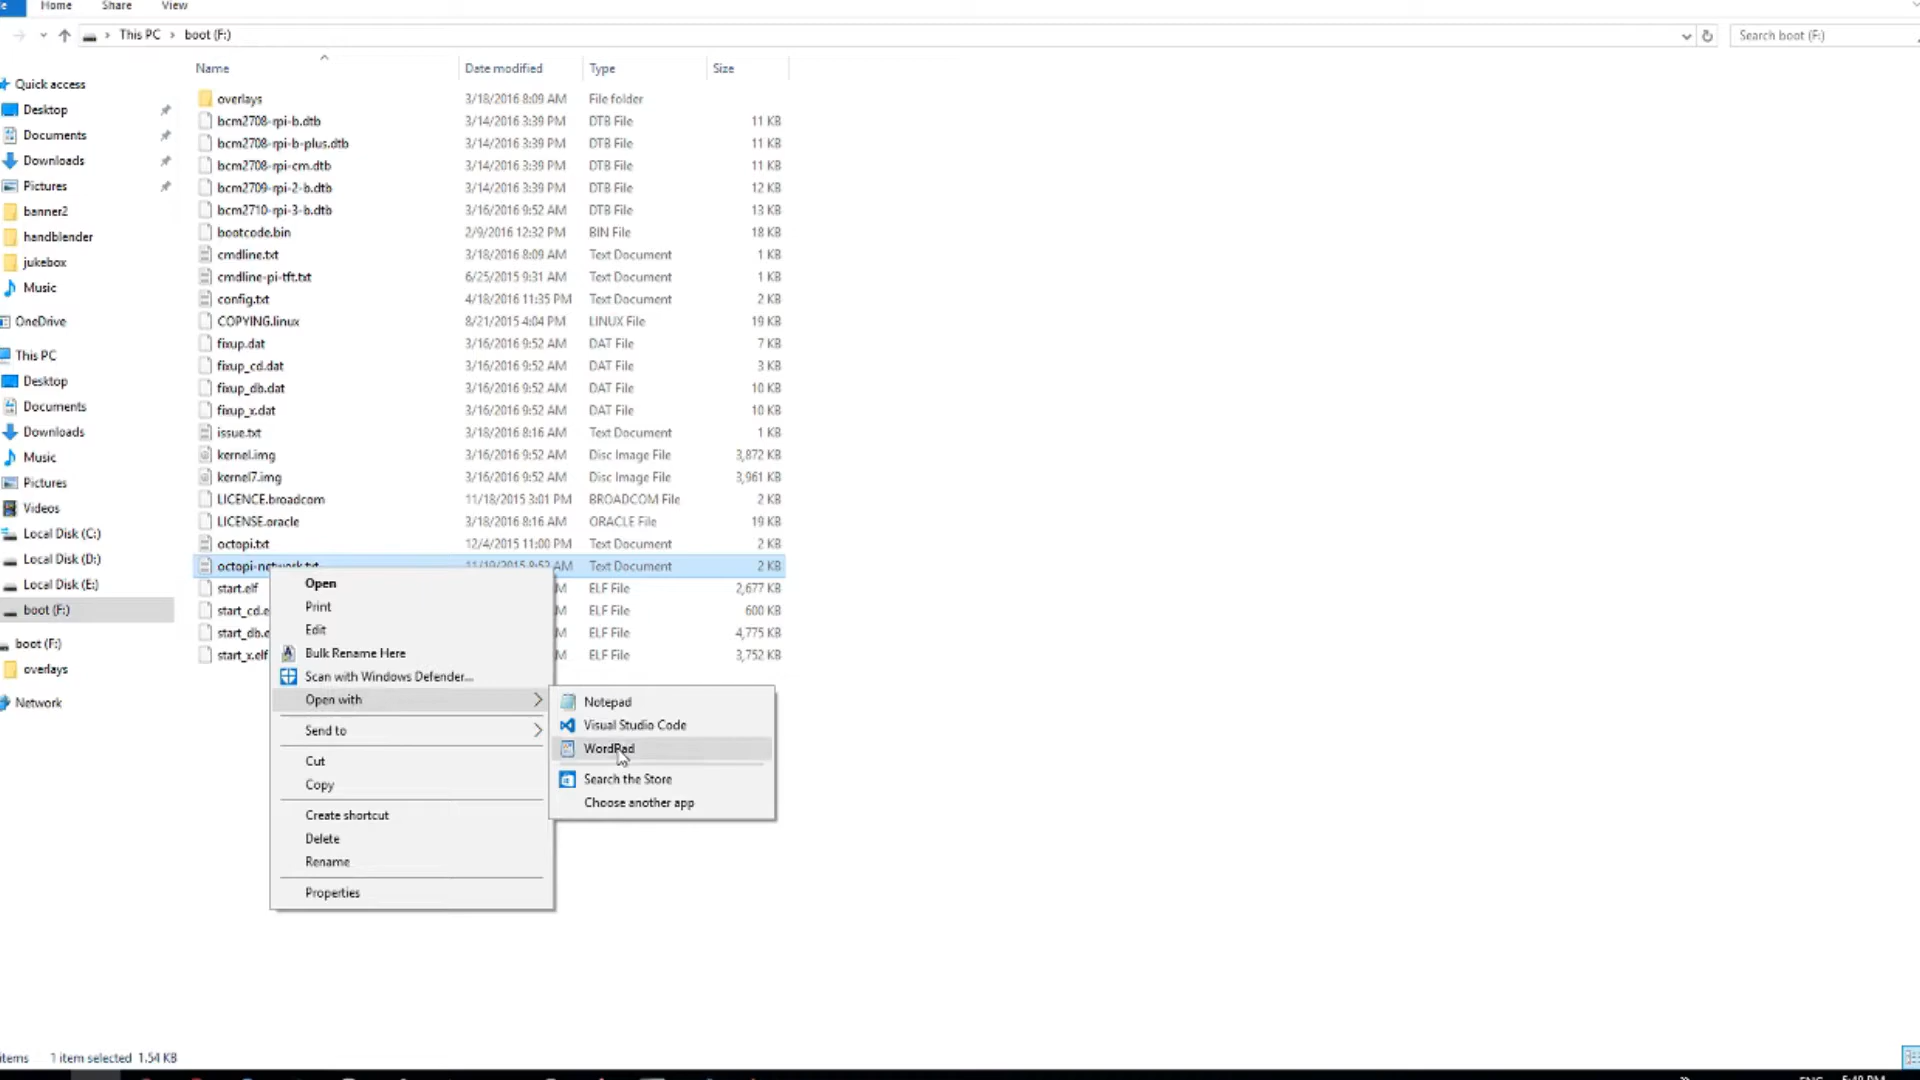 Home Share View
This PC > boot (F:) Search boot (F:)
Name Date modified Type Size
Quick access
Desktop
Documents
Downloads
Pictures
banner2
handblender
jukebox
Music
OneDrive
This PC
Desktop
Documents
Downloads
Music
Pictures
Videos
Local Disk (C:)
Local Disk (D:)
Local Disk (E:)
boot (F:)
boot (F:)
overlays
Network
overlays 3/18/2016 8:09 AM File folder
bcm2708-rpi-b.dtb 3/14/2016 3:39 PM DTB File 11 KB
bcm2708-rpi-b-plus.dtb 3/14/2016 3:39 PM DTB File 11 KB
bcm2708-rpi-cm.dtb 3/14/2016 3:39 PM DTB File 11 KB
bcm2709-rpi-2-b.dtb 3/14/2016 3:39 PM DTB File 12 KB
bcm2710-rpi-3-b.dtb 3/16/2016 9:52 AM DTB File 13 KB
bootcode.bin 2/9/2016 12:32 PM BIN File 18 KB
cmdline.txt 3/18/2016 8:09 AM Text Document 1 KB
cmdline-pi-tft.txt 6/25/2015 9:31 AM Text Document 1 KB
config.txt 4/18/2016 11:35 PM Text Document 2 KB
COPYING.linux 8/21/2015 4:04 PM LINUX File 19 KB
fixup.dat 3/16/2016 9:52 AM DAT File 7 KB
fixup_cd.dat 3/16/2016 9:52 AM DAT File 3 KB
fixup_db.dat 3/16/2016 9:52 AM DAT File 10 KB
fixup_x.dat 3/16/2016 9:52 AM DAT File 10 KB
issue.txt 3/18/2016 8:16 AM Text Document 1 KB
kernel.img 3/16/2016 9:52 AM Disc Image File 3,872 KB
kernel7.img 3/16/2016 9:52 AM Disc Image File 3,961 KB
LICENCE.broadcom 11/18/2015 3:01 PM BROADCOM File 2 KB
LICENSE.oracle 3/18/2016 8:16 AM ORACLE File 19 KB
octopi.txt 12/4/2015 11:00 PM Text Document 2 KB
octopi-network.txt 11/19/2015 8:52 AM Text Document 2 KB
start.elf M ELF File 2,677 KB
start_cd.e M ELF File 600 KB
start_db.e M ELF File 4,775 KB
start_x.elf M ELF File 3,752 KB
Open
Print
Edit
Bulk Rename Here
Scan with Windows Defender...
Open with
Send to
Cut
Copy
Create shortcut
Delete
Rename
Properties
Notepad
Visual Studio Code
WordPad
Search the Store
Choose another app
items 1 item selected 1.54 KB